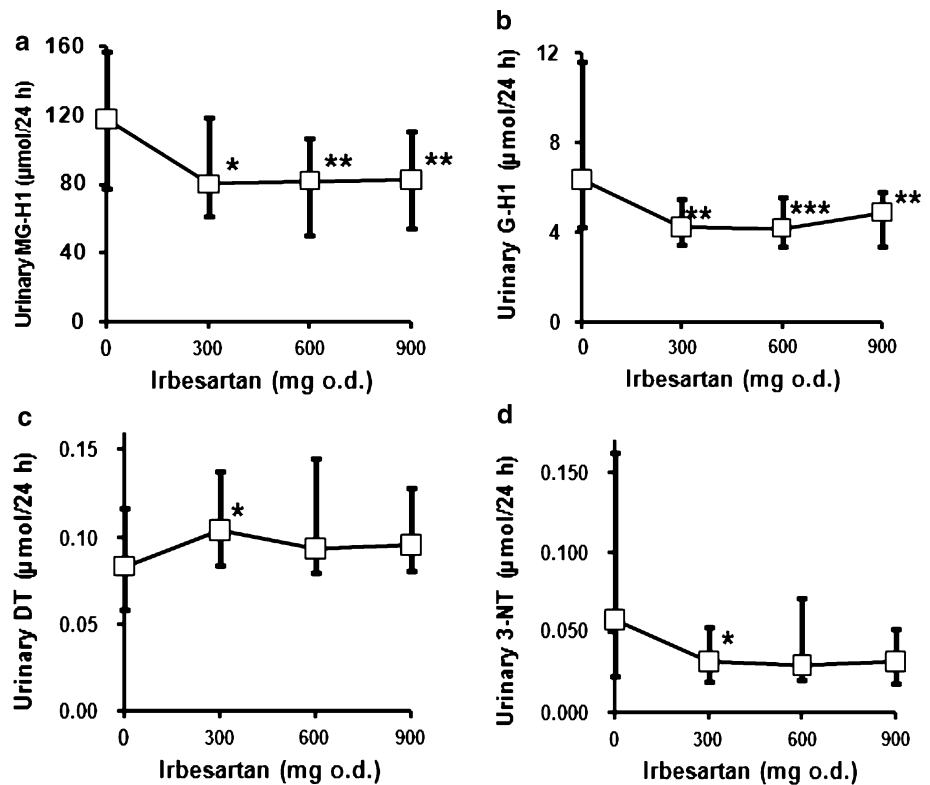 a
160
120
80
40
0
Urinary MG-H1 (µmol/24 h)
*
**
**
0 300 600 900
Irbesartan (mg o.d.)
b
12
8
4
0
Urinary G-H1 (µmol/24 h)
**
***
**
0 300 600 900
Irbesartan (mg o.d.)
c
0.15
0.10
0.05
0.00
Urinary DT (µmol/24 h)
*
0 300 600 900
Irbesartan (mg o.d.)
d
0.150
0.100
0.050
0.000
Urinary 3-NT (µmol/24 h)
*
0 300 600 900
Irbesartan (mg o.d.)